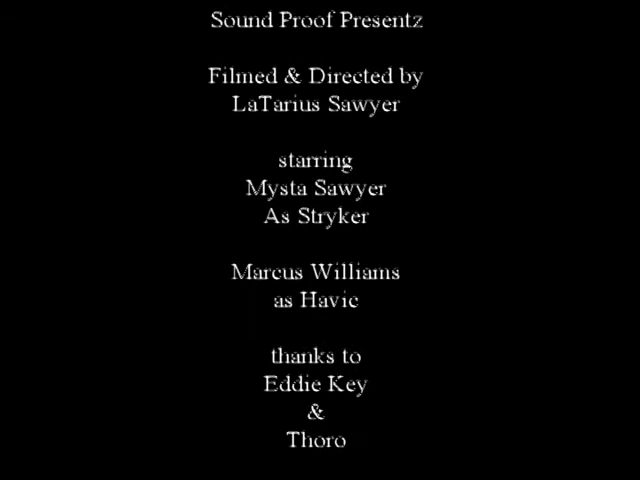 Sound Proof Presentz
Filmed & Directed by
LaTarius Sawyer
starring
Mysta Sawyer
As Stryker
Marcus Williams
as Havic
thanks to
Eddie Key
&
Thoro